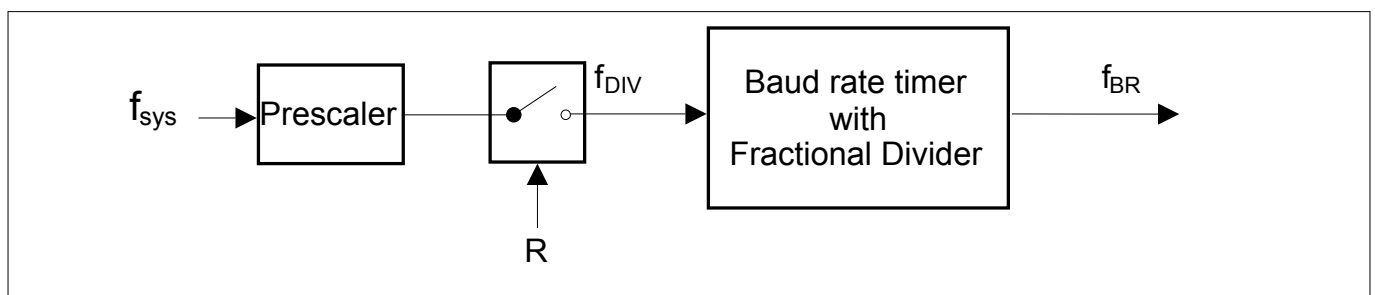 fsys
Prescaler
R
fDIV
Baud rate timer
with
Fractional Divider
fBR